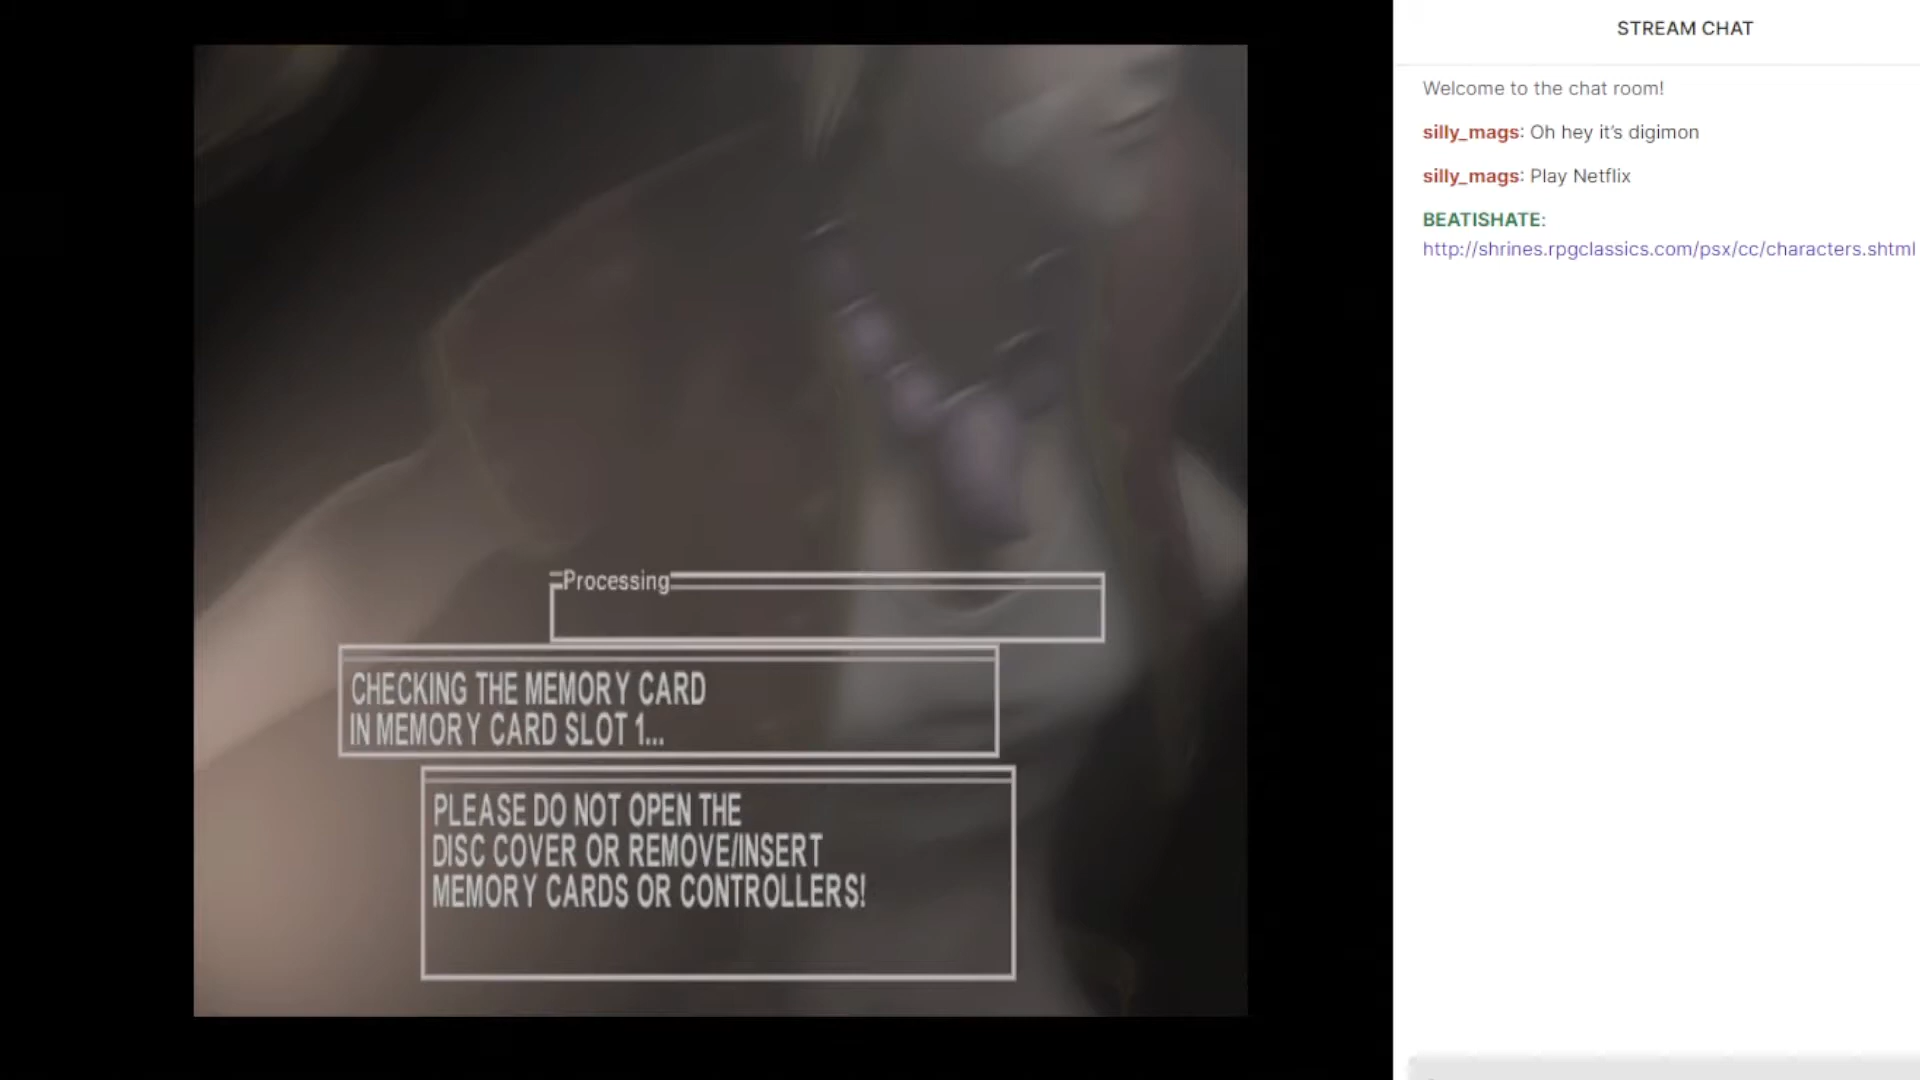 STREAM CHAT
Welcome to the chat room!
silly_mags: Oh hey it’s digimon
silly_mags: Play Netflix
BEATISHATE:
http://shrines.rpgclassics.com/psx/cc/characters.shtml
Processing
CHECKING THE MEMORY CARD
IN MEMORY CARD SLOT 1...
PLEASE DO NOT OPEN THE
DISC COVER OR REMOVE/INSERT
MEMORY CARDS OR CONTROLLERS!